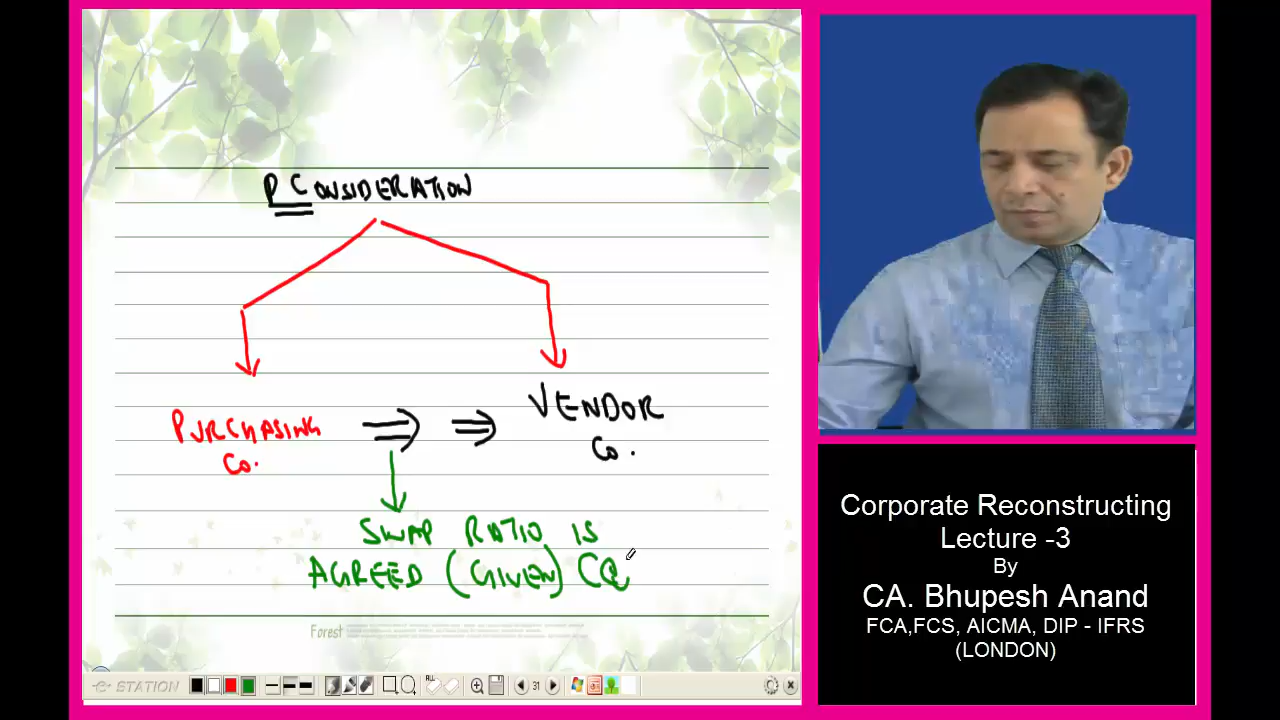 P CONSIDERATION
PURCHASING
Co.
VENDOR
Co.
SWAP RATIO IS
AGREED (GIVEN)
Forest
e-STATION
31
Corporate Reconstructing
Lecture -3
By
CA. Bhupesh Anand
FCA,FCS, AICMA, DIP - IFRS
(LONDON)